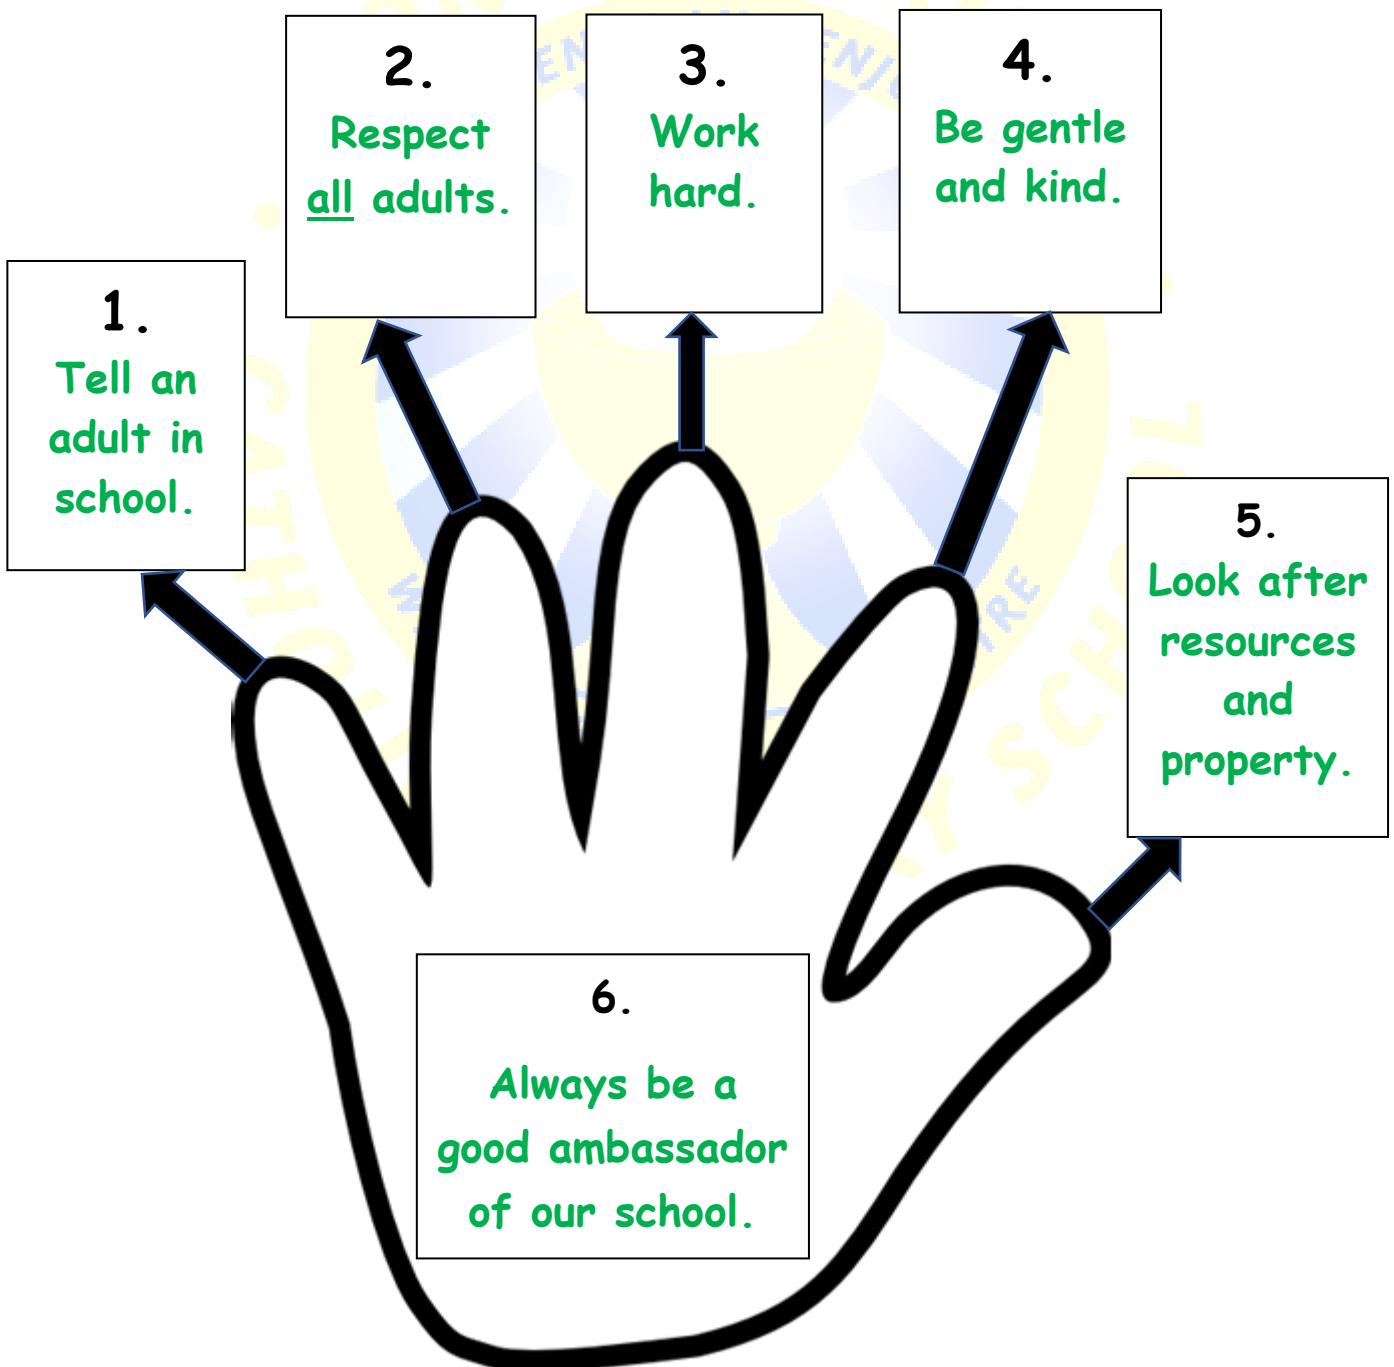 1.
Tell an
adult in
school.
2.
Respect
all adults.
3.
Work
hard.
4.
Be gentle
and kind.
5.
Look after
resources
and
property.
6.
Always be a
good ambassador
of our school.